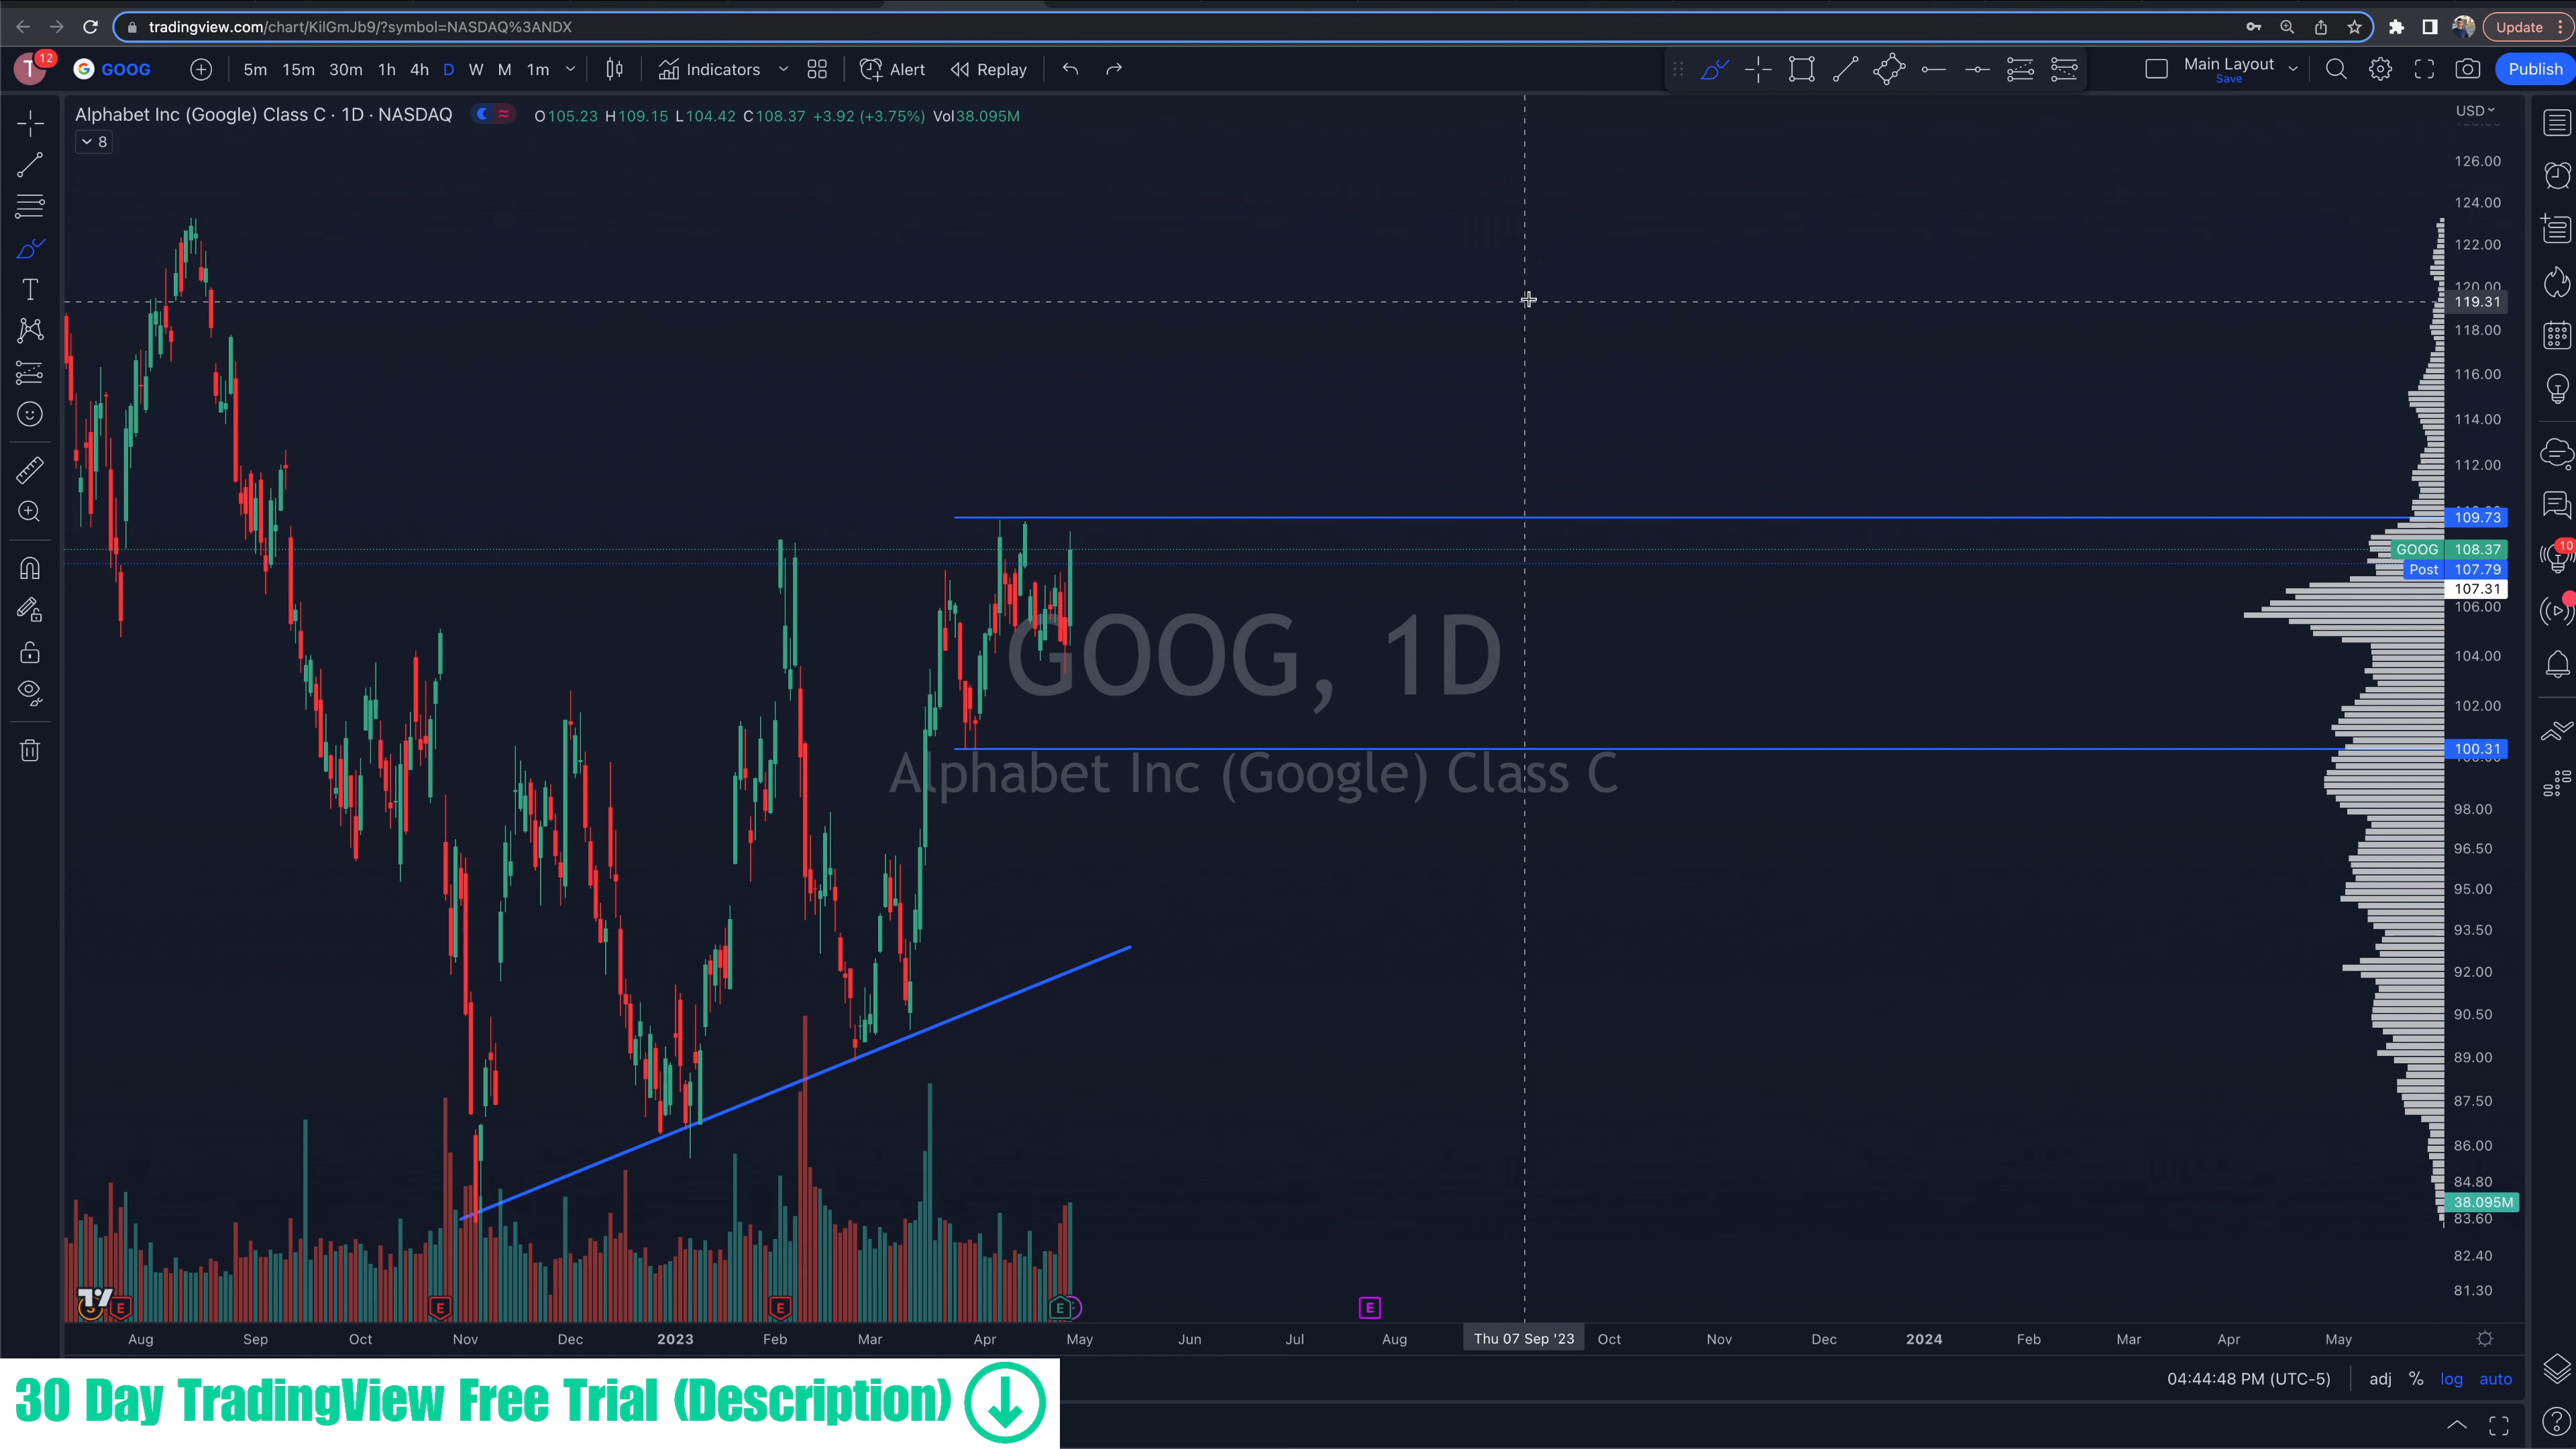 tradingview.com/chart/KilGmJb9/?symbol=NASDAQ%3ANDX
Update
T 12 GOOG 5m 15m 30m 1h 4h D W M 1m Indicators Alert Replay Main Layout Save Publish
Alphabet Inc (Google) Class C · 1D · NASDAQ O105.23 H109.15 L104.42 C108.37 +3.92 (+3.75%) Vol38.095M
USD
8
126.00
124.00
122.00
120.00
119.31
118.00
116.00
114.00
112.00
109.73
GOOG 108.37
Post 107.79
107.31
106.00
10
GOOG, 1D
104.00
102.00
100.31
Alphabet Inc (Google) Class C
98.00
96.50
95.00
93.50
92.00
90.50
89.00
87.50
86.00
84.80
38.095M
83.60
82.40
81.30
E E E E E
Aug Sep Oct Nov Dec 2023 Feb Mar Apr May Jun Jul Aug Thu 07 Sep '23 Oct Nov Dec 2024 Feb Mar Apr May
04:44:48 PM (UTC-5) adj % log auto
30 Day TradingView Free Trial (Description)